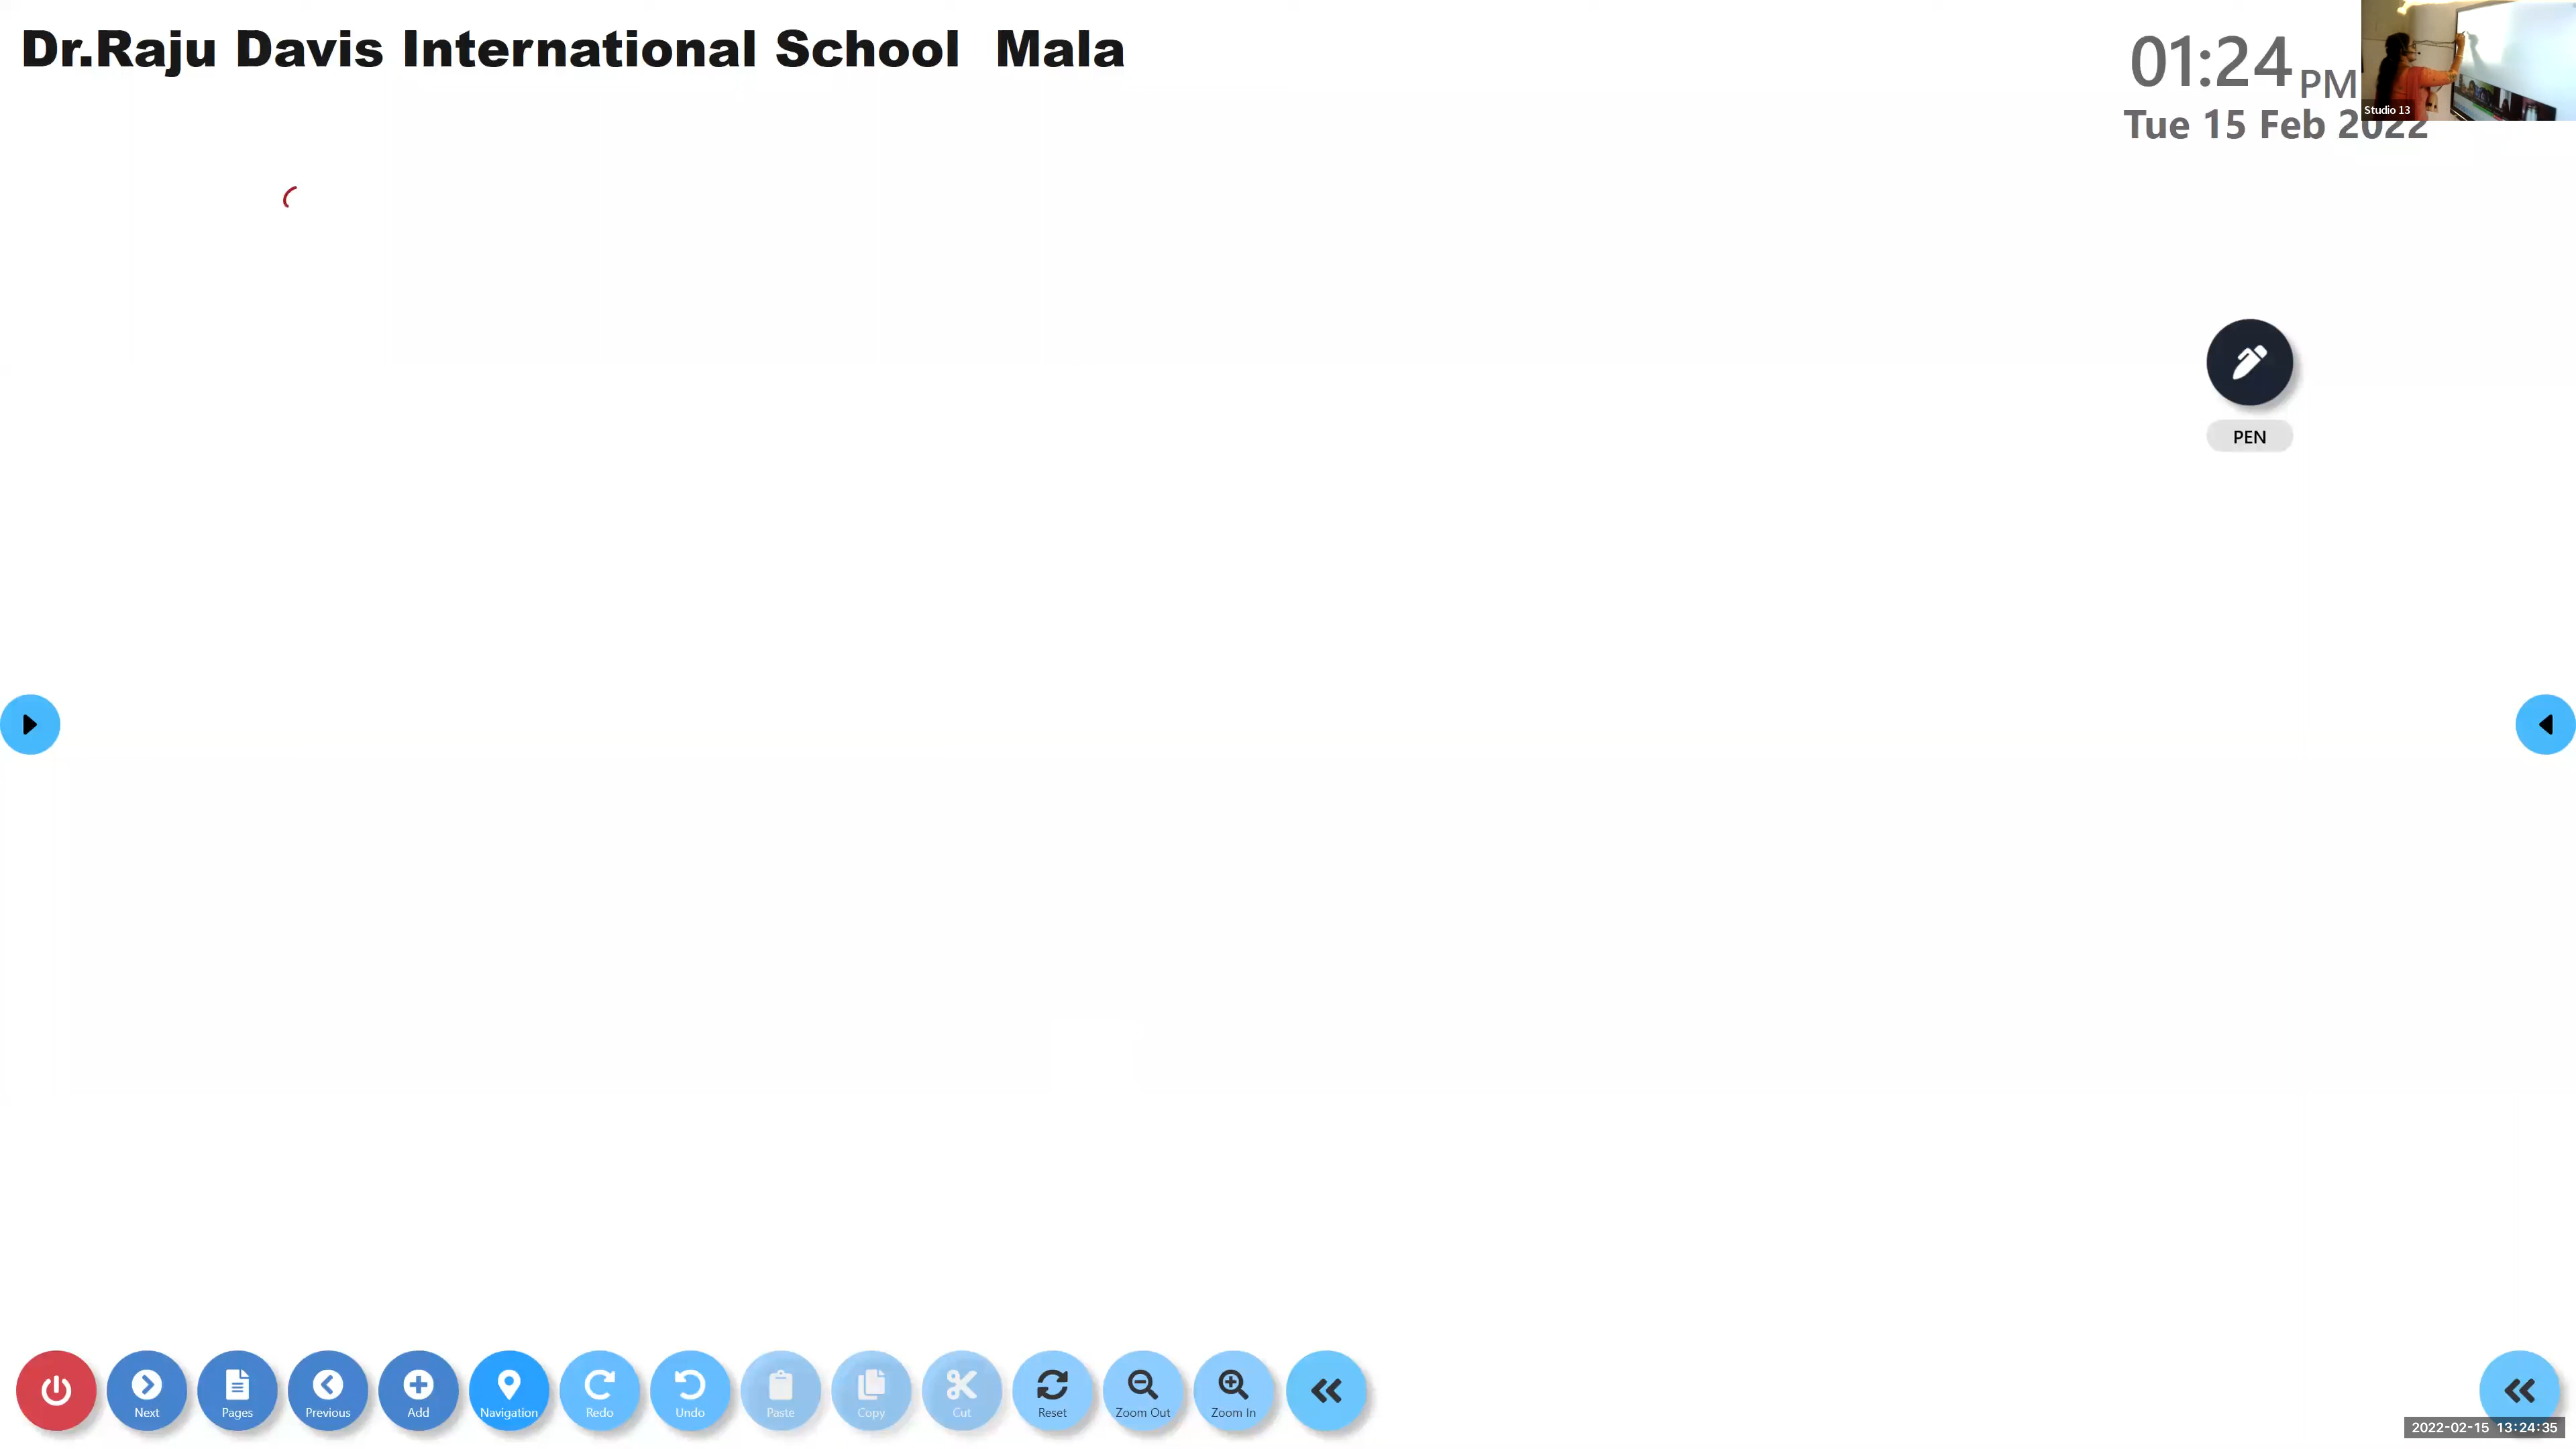 Dr.Raju Davis International School  Mala
01:24 PM
Studio 13
Tue 15 Feb 2022
PEN
Next
Pages
Previous
Add
Navigation
Redo
Undo
Paste
Copy
Cut
Reset
Zoom Out
Zoom In
2022-02-15 13:24:35